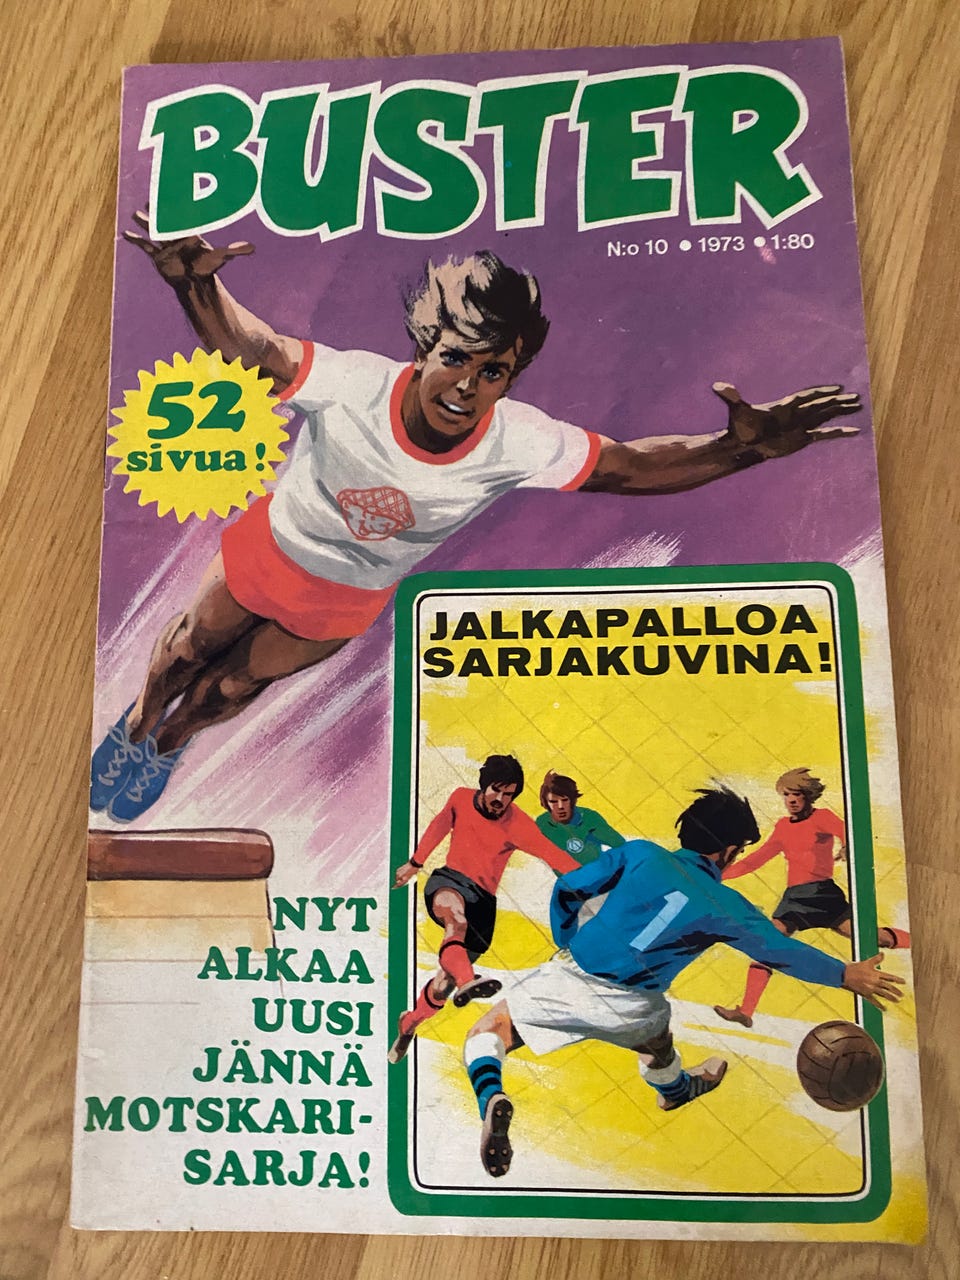 BUSTER
N:o 10 • 1973 • 1:80
52
sivua!
JALKAPALLOA
SARJAKUVINA!
1
NYT
ALKAA
UUSI
JÄNNÄ
MOTSKARI-
SARJA!